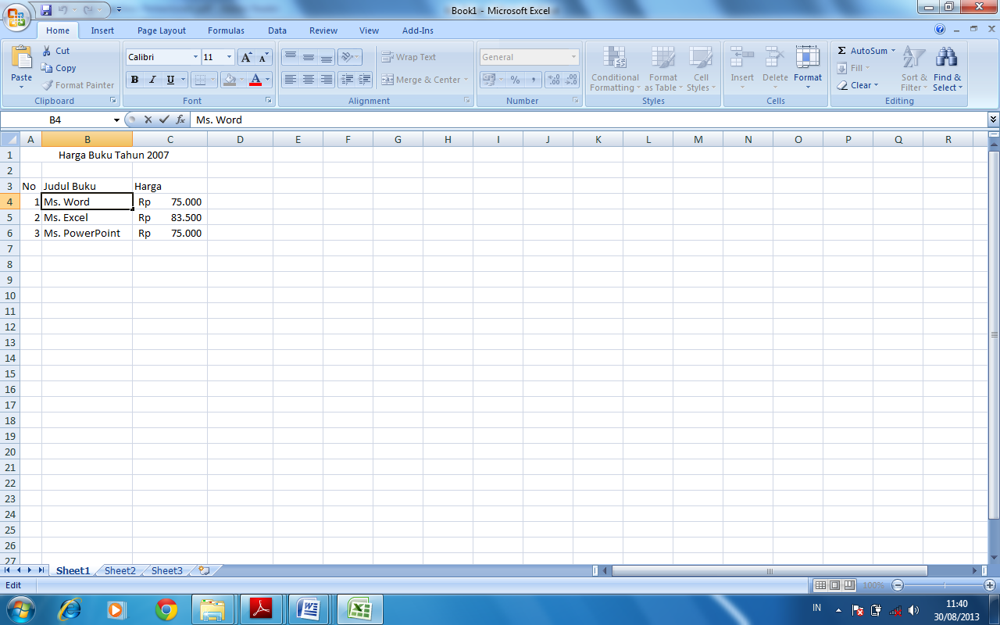 Book1 - Microsoft Excel
Home Insert Page Layout Formulas Data Review View Add-Ins
Paste
Cut
Copy
Format Painter
Clipboard
Calibri 11
B I U
Font
Wrap Text
Merge & Center
Alignment
General
%
Number
Conditional Formatting
Format as Table
Cell Styles
Styles
Insert Delete Format
Cells
AutoSum
Fill
Clear
Sort & Filter
Find & Select
Editing
B4 fx Ms. Word
A B C D E F G H I J K L M N O P Q R
1 Harga Buku Tahun 2007
2
3 No Judul Buku Harga
4 1 Ms. Word Rp 75.000
5 2 Ms. Excel Rp 83.500
6 3 Ms. PowerPoint Rp 75.000
7
8
9
10
11
12
13
14
15
16
17
18
19
20
21
22
23
24
25
26
27
Sheet1 Sheet2 Sheet3
Edit 100%
IN 11:40
30/08/2013